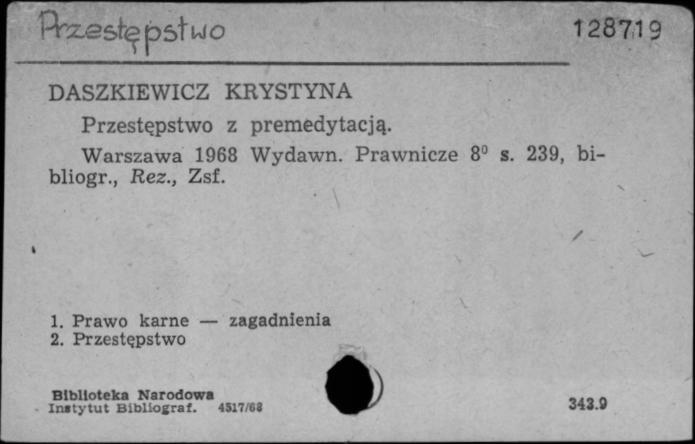 Przestępstwo 128719
DASZKIEWICZ KRYSTYNA
Przestępstwo z premedytacją.
Warszawa 1968 Wydawn. Prawnicze 8⁰ s. 239, bi-
bliogr., Rez., Zsf.
1. Prawo karne — zagadnienia
2. Przestępstwo
Biblioteka Narodowa
Instytut Bibliograf. 4517/68 343.9